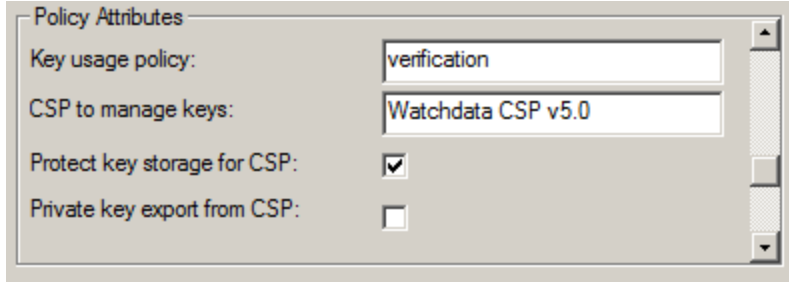 Policy Attributes
Key usage policy: verification
CSP to manage keys: Watchdata CSP v5.0
Protect key storage for CSP:
Private key export from CSP: